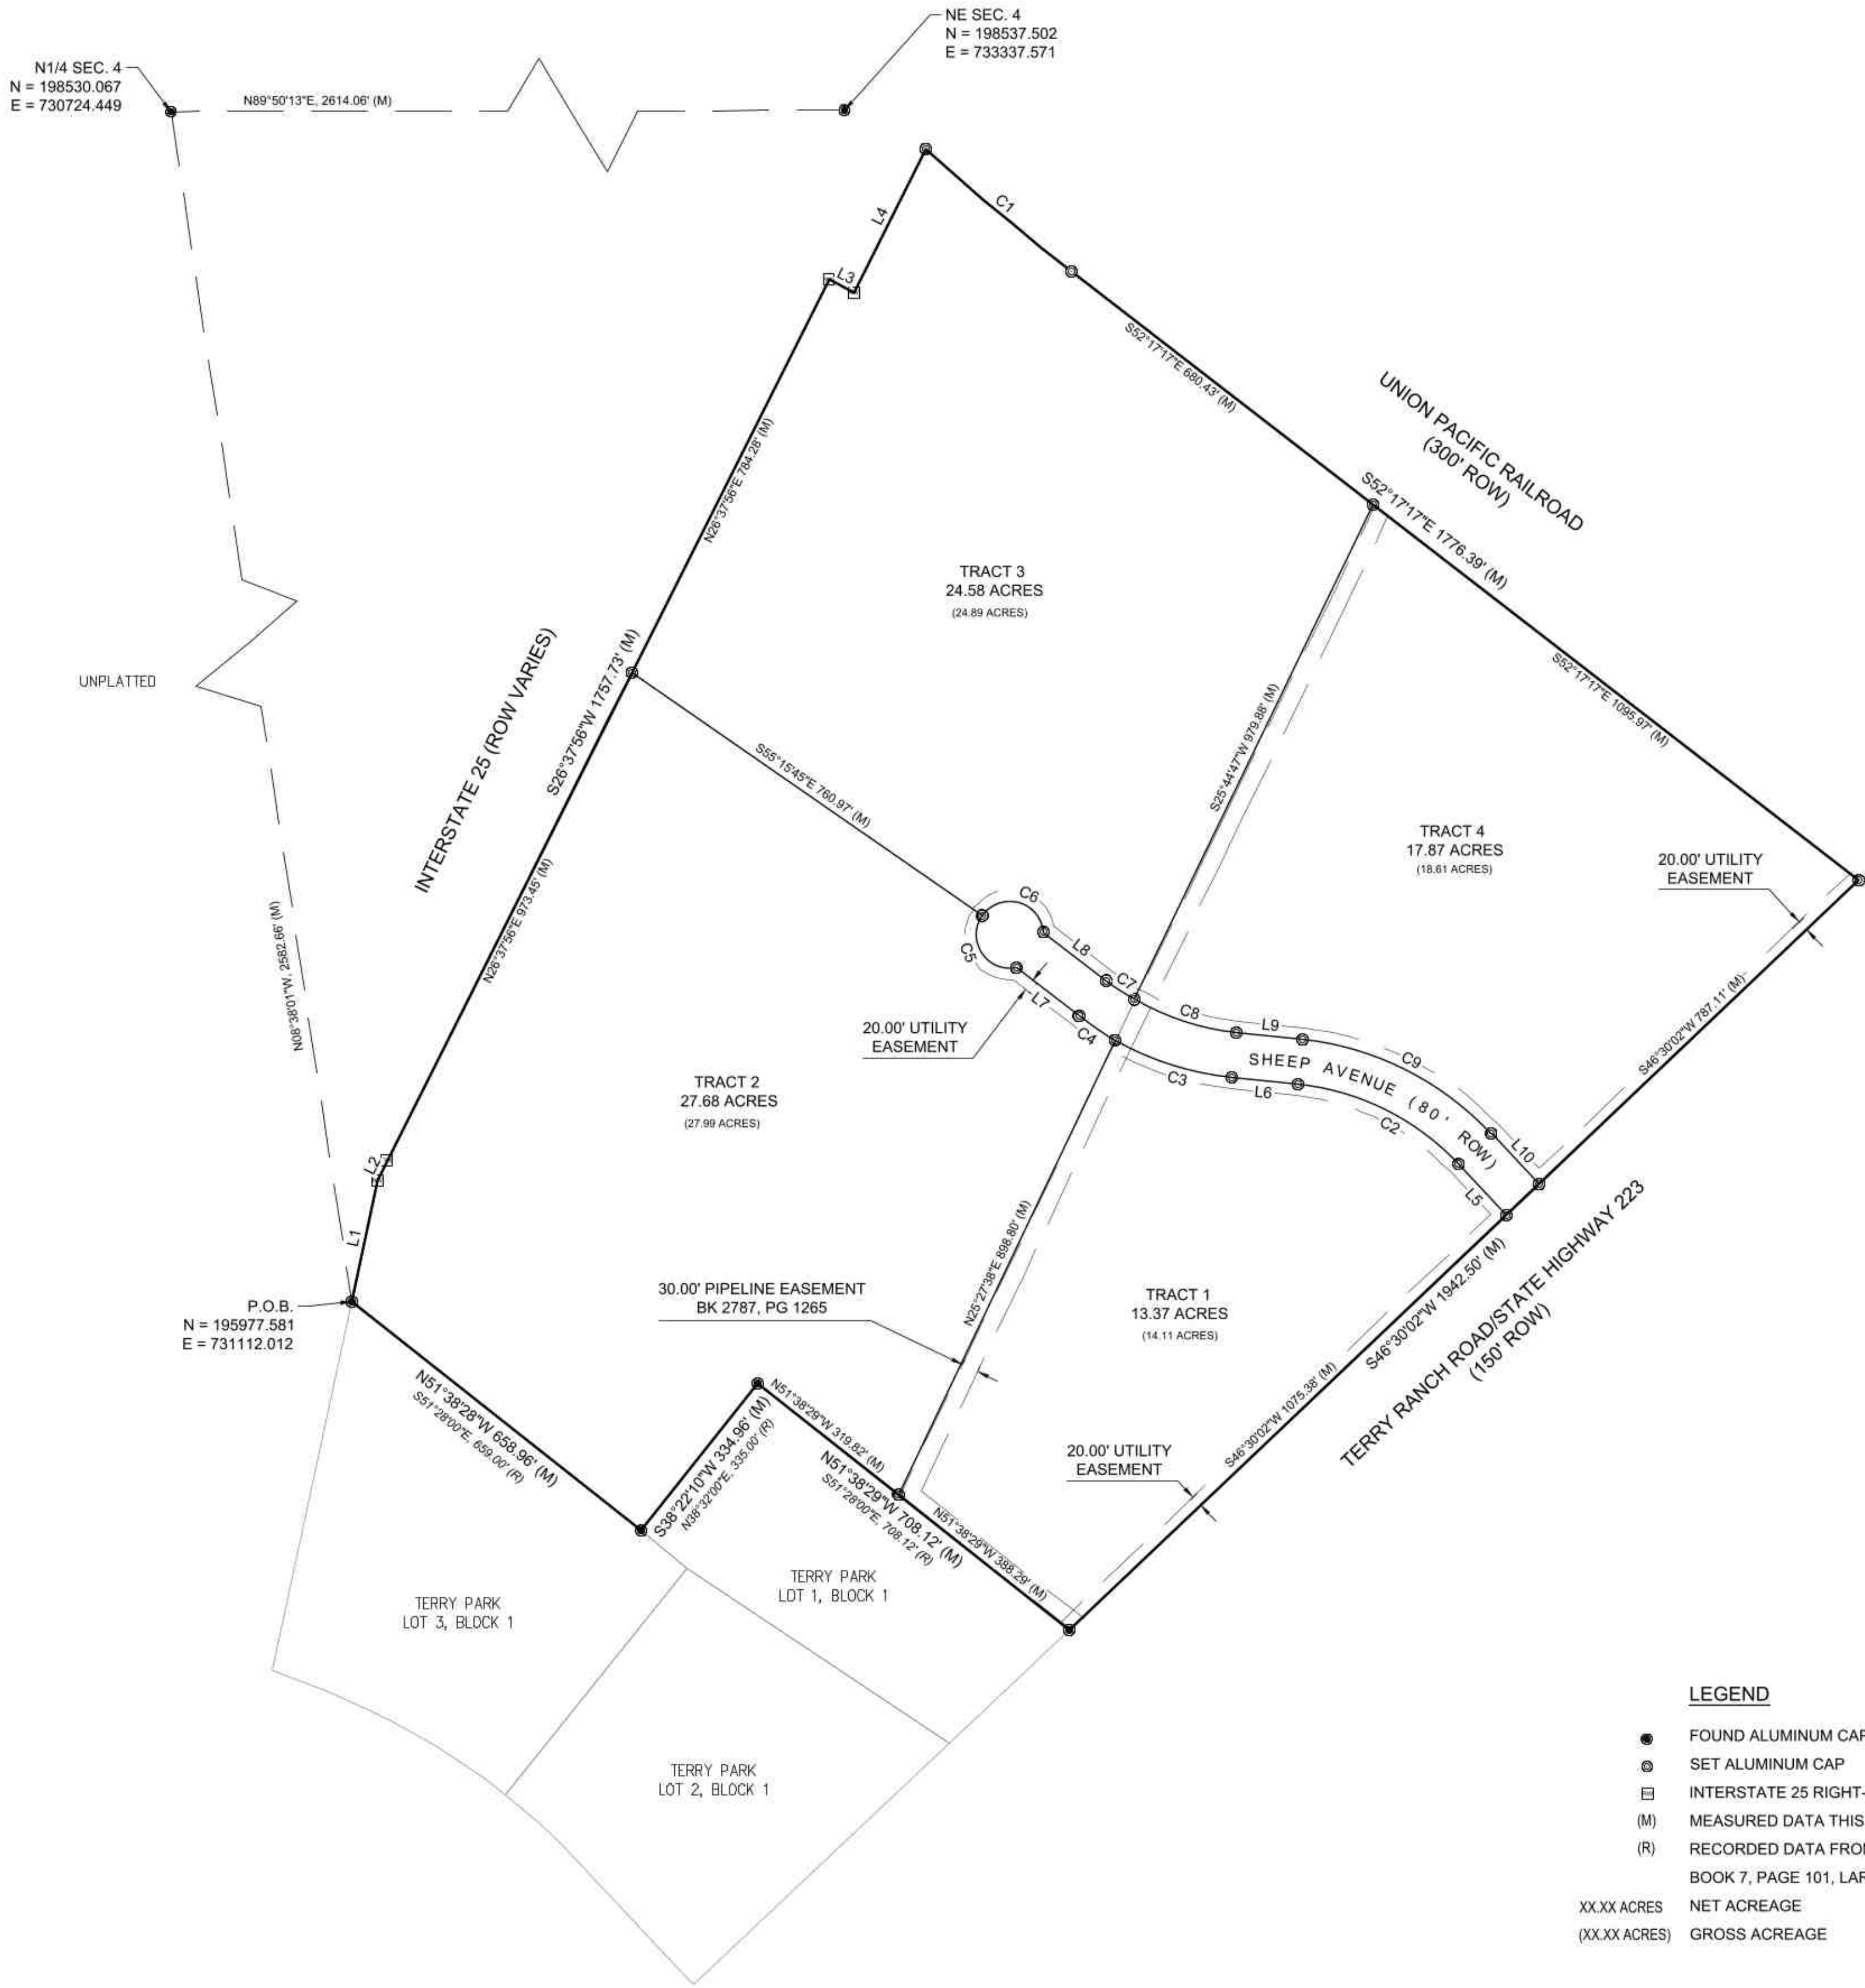 NE SEC. 4
N = 198537.502
E = 733337.571
N1/4 SEC. 4
N = 198530.067
E = 730724.449
N89°50'13"E, 2614.06' (M)
C1
L4
L3
S52°17'17"E 680.43' (M)
UNION PACIFIC RAILROAD
(300' ROW)
N26°37'56"E 784.28' (M)
S52°17'17"E 1776.39' (M)
TRACT 3
24.58 ACRES
(24.89 ACRES)
UNPLATTED
INTERSTATE 25 (ROW VARIES)
S26°37'56"W 1757.73' (M)
S52°17'17"E 1095.97' (M)
S55°15'45"E 760.97' (M)
S25°44'47"W 979.88' (M)
TRACT 4
17.87 ACRES
(18.61 ACRES)
20.00' UTILITY
EASEMENT
N08°38'01"W, 2582.66' (M)
N26°37'56"E 973.45' (M)
C6
C5
L8
C7
L7
C4
C8
L9
C9
SHEEP AVENUE (80' ROW)
C3
L6
C2
L10
L5
S46°30'02"W 787.11' (M)
20.00' UTILITY
EASEMENT
TRACT 2
27.68 ACRES
(27.99 ACRES)
L2
L1
P.O.B.
N = 195977.581
E = 731112.012
30.00' PIPELINE EASEMENT
BK 2787, PG 1265
N25°27'38"E 898.80' (M)
TRACT 1
13.37 ACRES
(14.11 ACRES)
S46°30'02"W 1942.50' (M)
TERRY RANCH ROAD/STATE HIGHWAY 223
(150' ROW)
S46°30'02"W 1075.38' (M)
N51°38'28"W 658.96' (M)
S51°28'00"E, 659.00' (R)
S38°22'10"W 334.96' (M)
N38°32'00"E, 335.00' (R)
N51°38'29"W 319.82' (M)
N51°38'29"W 708.12' (M)
S51°28'00"E, 708.12' (R)
N51°38'29"W 388.29' (M)
20.00' UTILITY
EASEMENT
TERRY PARK
LOT 3, BLOCK 1
TERRY PARK
LOT 1, BLOCK 1
TERRY PARK
LOT 2, BLOCK 1
LEGEND
FOUND ALUMINUM CAP
SET ALUMINUM CAP
INTERSTATE 25 RIGHT-
(M) MEASURED DATA THIS
(R) RECORDED DATA FROM
BOOK 7, PAGE 101, LAR
XX.XX ACRES NET ACREAGE
(XX.XX ACRES) GROSS ACREAGE